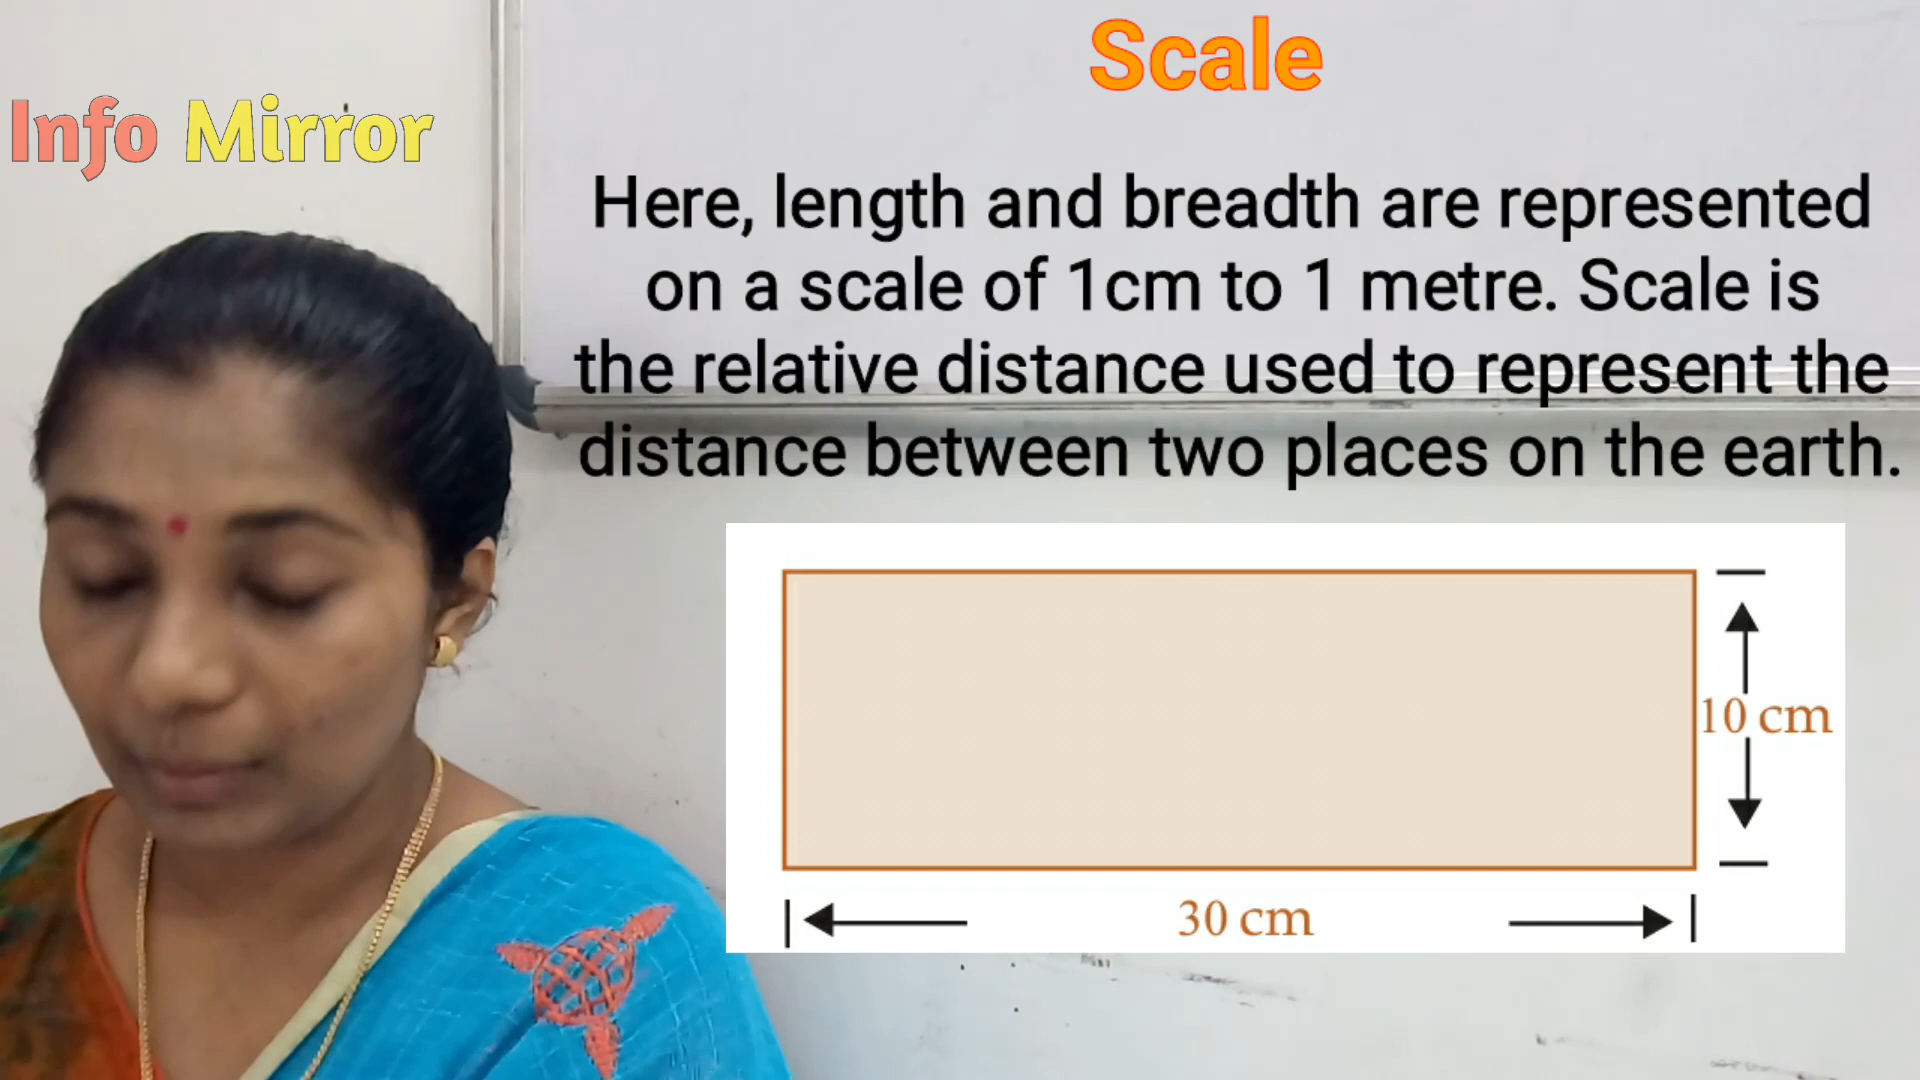 Scale
Info Mirror
Here, length and breadth are represented
on a scale of 1cm to 1 metre. Scale is
the relative distance used to represent the
distance between two places on the earth.
10 cm
30 cm